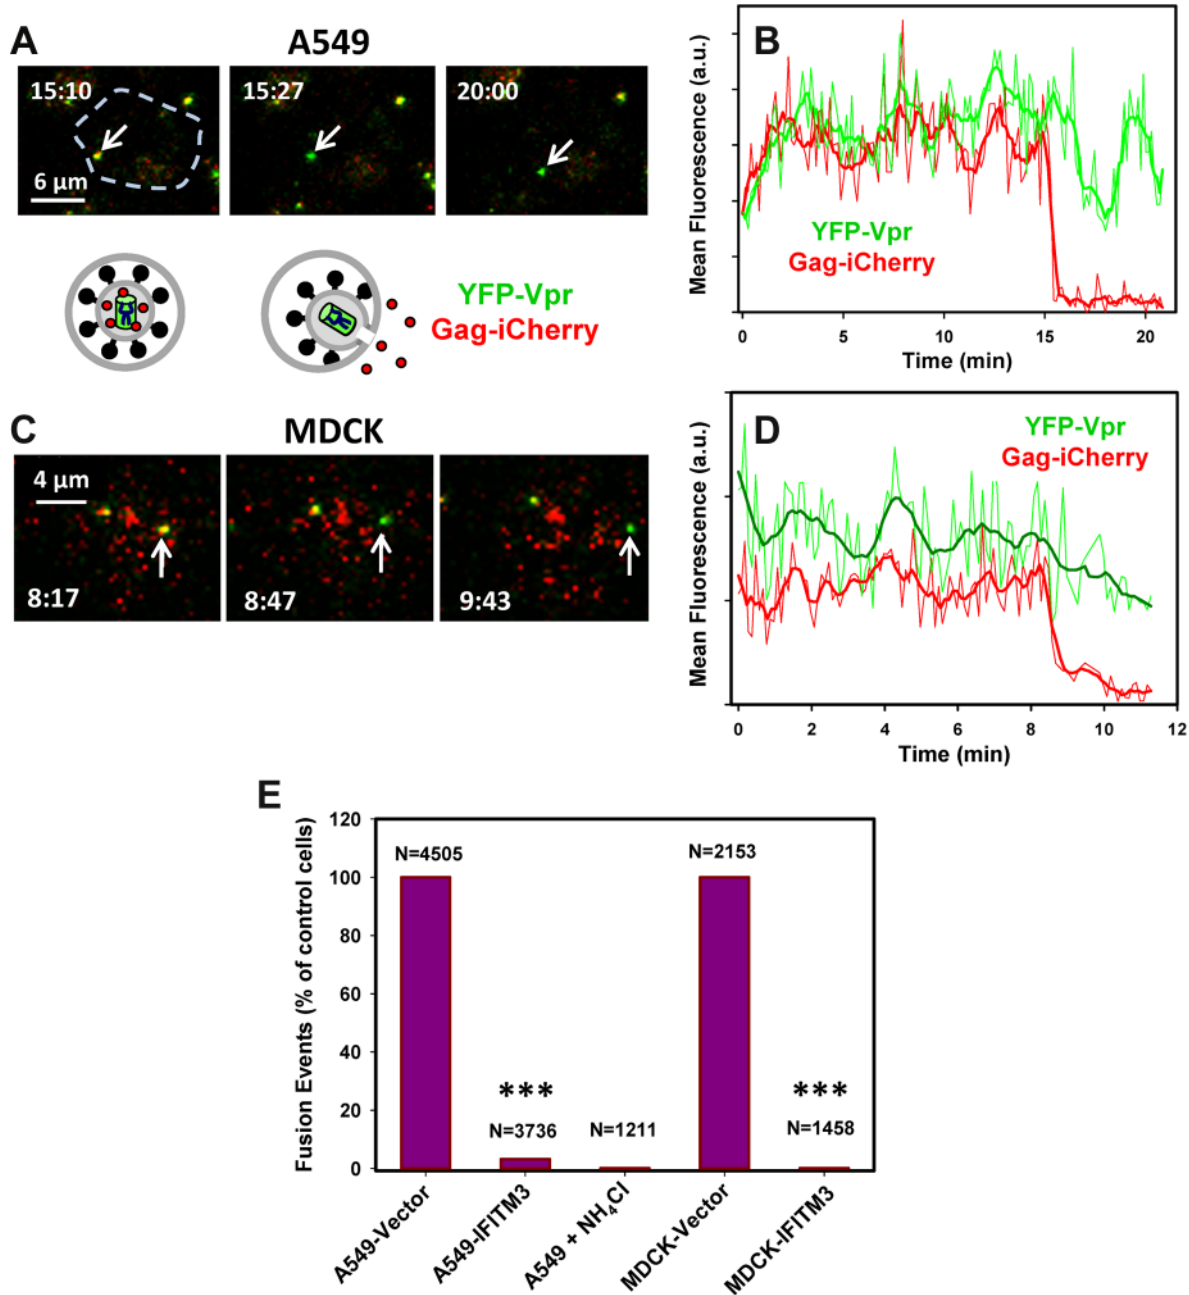 A
A549
15:10
15:27
20:00
6 μm
YFP-Vpr
Gag-iCherry
B
Mean Fluorescence (a.u.)
YFP-Vpr
Gag-iCherry
0
5
10
15
20
Time (min)
C
MDCK
4 μm
8:17
8:47
9:43
D
Mean Fluorescence (a.u.)
YFP-Vpr
Gag-iCherry
0
2
4
6
8
10
12
Time (min)
E
Fusion Events (% of control cells)
120
100
80
60
40
20
0
N=4505
***
N=3736
N=1211
N=2153
***
N=1458
A549-Vector
A549-IFITM3
A549 + NH₄Cl
MDCK-Vector
MDCK-IFITM3